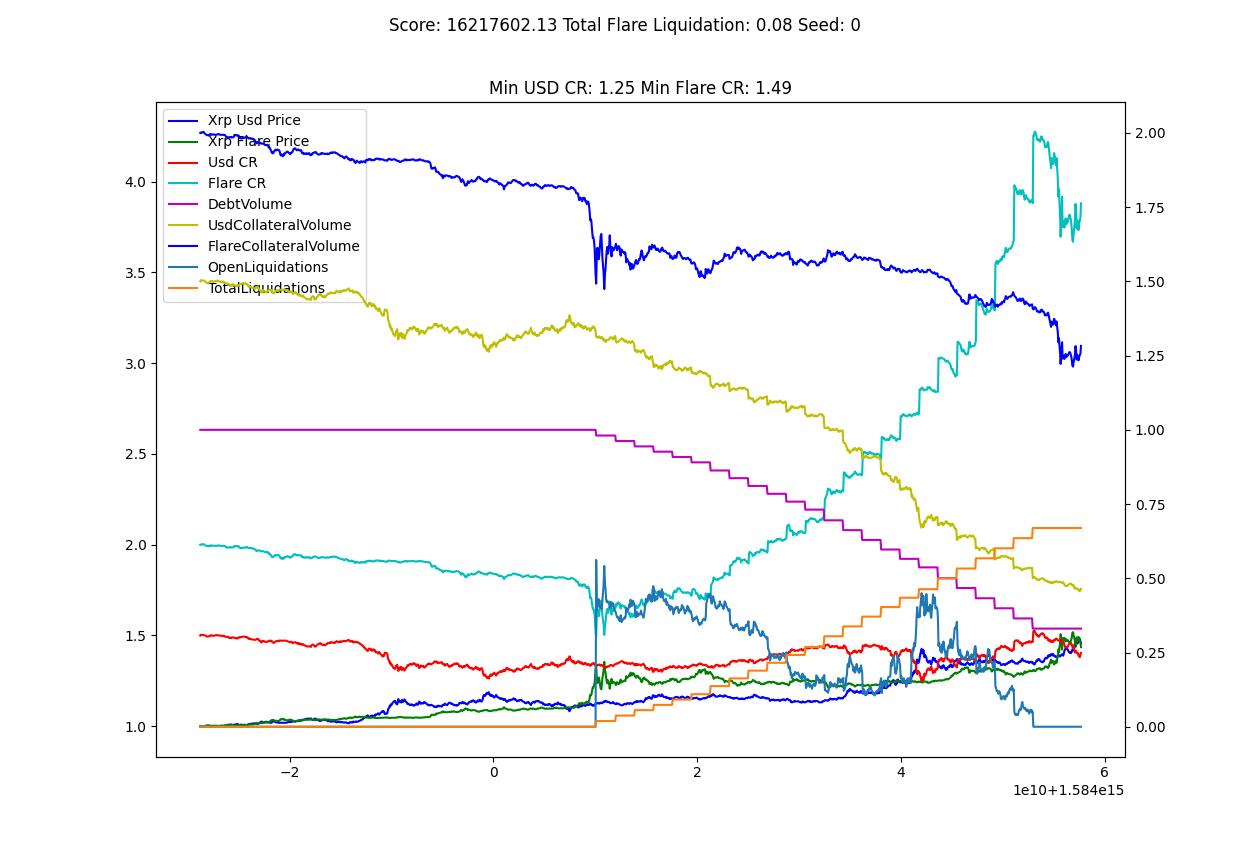 Score: 16217602.13 Total Flare Liquidation: 0.08 Seed: 0
Min USD CR: 1.25 Min Flare CR: 1.49
Xrp Usd Price
Xrp Flare Price
Usd CR
Flare CR
DebtVolume
UsdCollateralVolume
FlareCollateralVolume
OpenLiquidations
TotalLiquidations
4.0
3.5
3.0
2.5
2.0
1.5
1.0
2.00
1.75
1.50
1.25
1.00
0.75
0.50
0.25
0.00
−2 0 2 4 6
1e10+1.584e15